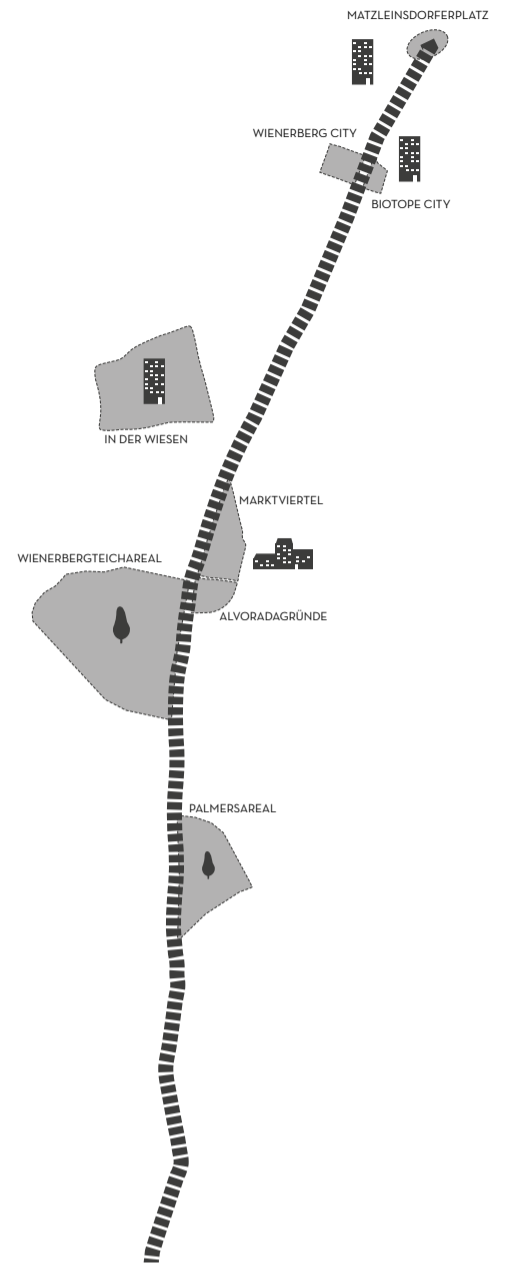 MATZLEINSDORFERPLATZ
WIENERBERG CITY
BIOTOPE CITY
IN DER WIESEN
MARKTVIERTEL
WIENERBERGTEICHAREAL
ALVORADAGRÜNDE
PALMERSAREAL